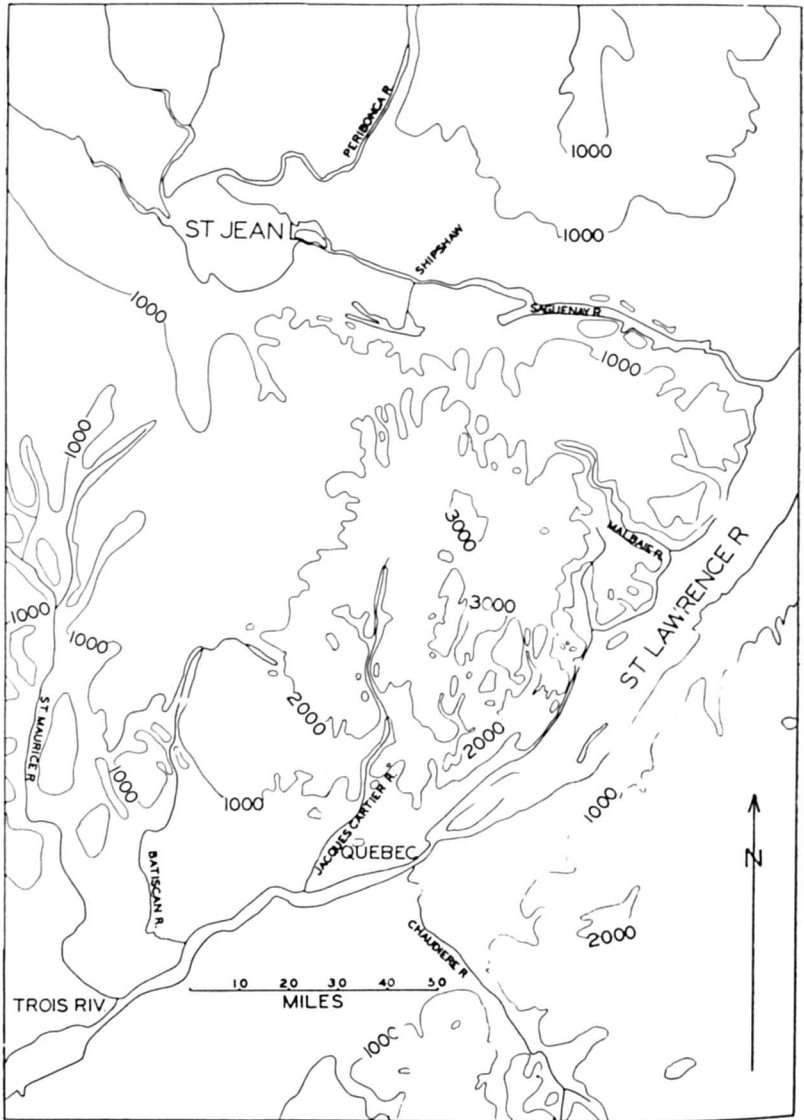 PERIBONCA R
1000
ST JEAN
SHIPSHAW
1000
1000
SAGUENAY R
1000
1000
3000
MALBAIE R.
3000
1000
1000
ST LAWRENCE R
ST. MAURICE R
2000
2000
1000
1000
1000
JACQUES CARTIER R.
QUEBEC
BATISCAN R.
N
CHAUDIERE R
2000
10 20 30 40 50
MILES
TROIS RIV.
1000